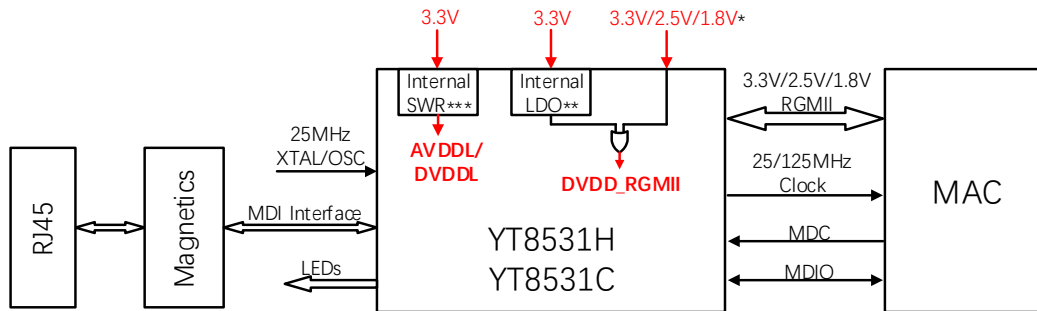 3.3V
3.3V
3.3V/2.5V/1.8V*
Internal
SWR***
Internal
LDO**
3.3V/2.5V/1.8V
RGMII
AVDDL/
DVDDL
DVDD_RGMII
25MHz
XTAL/OSC
25/125MHz
Clock
RJ45
Magnetics
MDI Interface
MAC
YT8531H
YT8531C
MDC
LEDs
MDIO